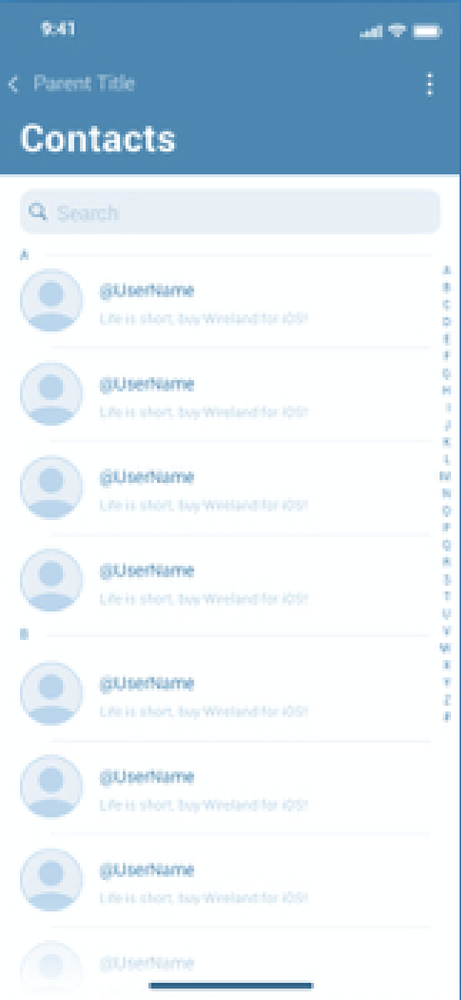 9:41
Parent Title
Contacts
Search
A
@UserName
Life is short, buy Wireland for iOS!
@UserName
Life is short, buy Wireland for iOS!
@UserName
Life is short, buy Wireland for iOS!
@UserName
Life is short, buy Wireland for iOS!
B
@UserName
Life is short, buy Wireland for iOS!
@UserName
Life is short, buy Wireland for iOS!
@UserName
Life is short, buy Wireland for iOS!
@UserName
A
B
C
D
E
F
G
H
I
J
K
L
M
N
O
P
Q
R
S
T
U
V
W
X
Y
Z
#